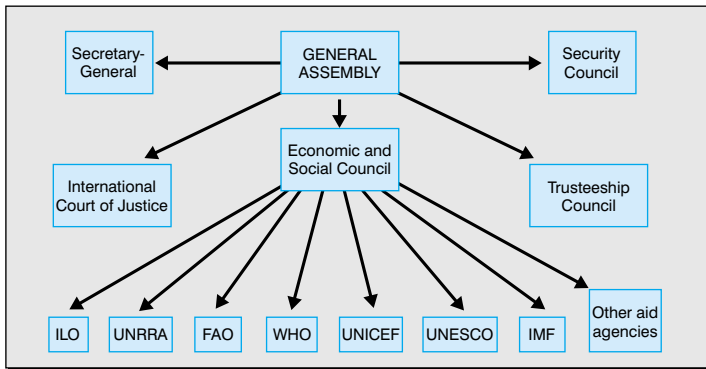 Secretary-
General
GENERAL
ASSEMBLY
Security
Council
International
Court of Justice
Economic and
Social Council
Trusteeship
Council
ILO
UNRRA
FAO
WHO
UNICEF
UNESCO
IMF
Other aid
agencies